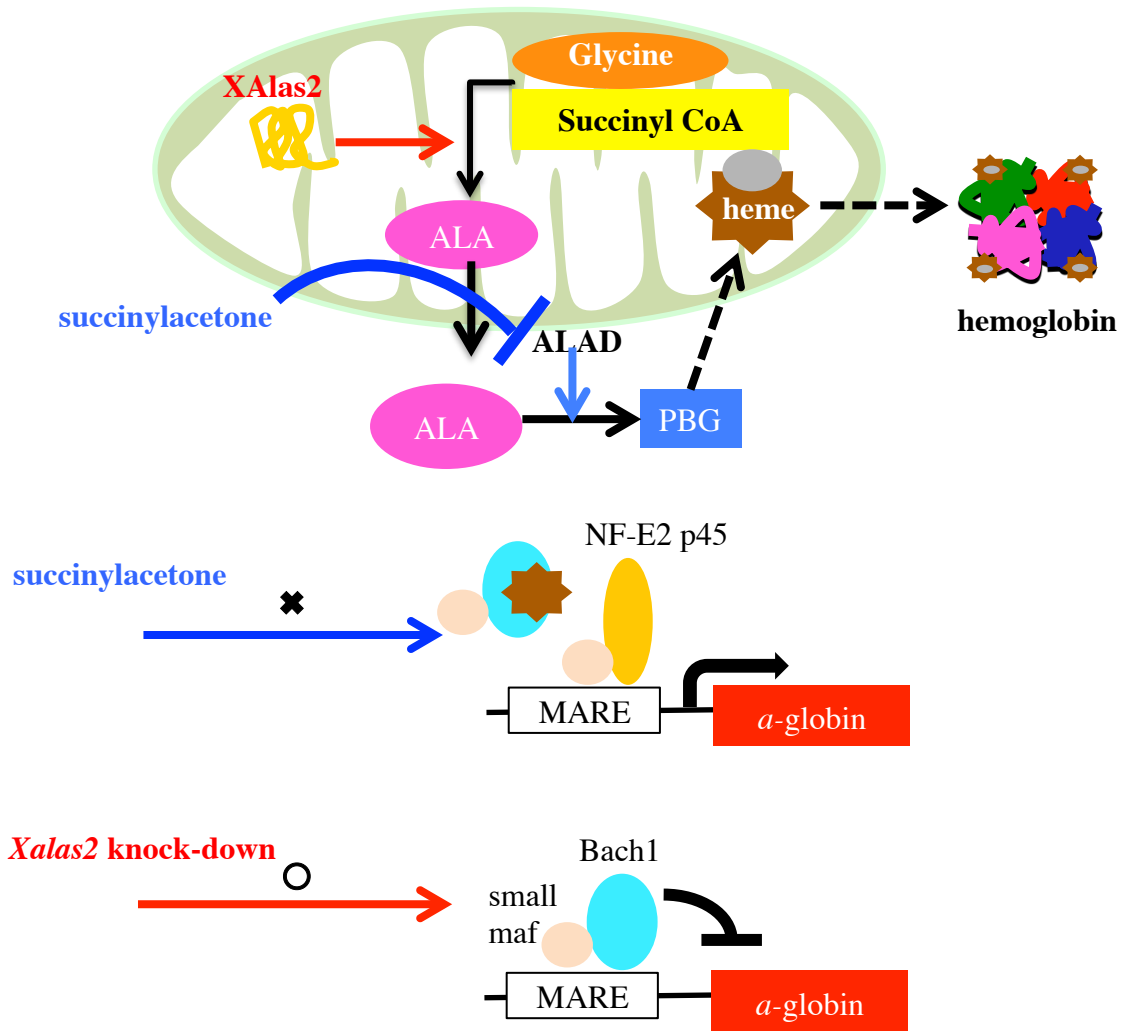 Glycine
XAlas2
Succinyl CoA
heme
ALA
succinylacetone
hemoglobin
ALAD
ALA
PBG
NF-E2 p45
succinylacetone
MARE
a-globin
Xalas2 knock-down
Bach1
small
maf
MARE
a-globin